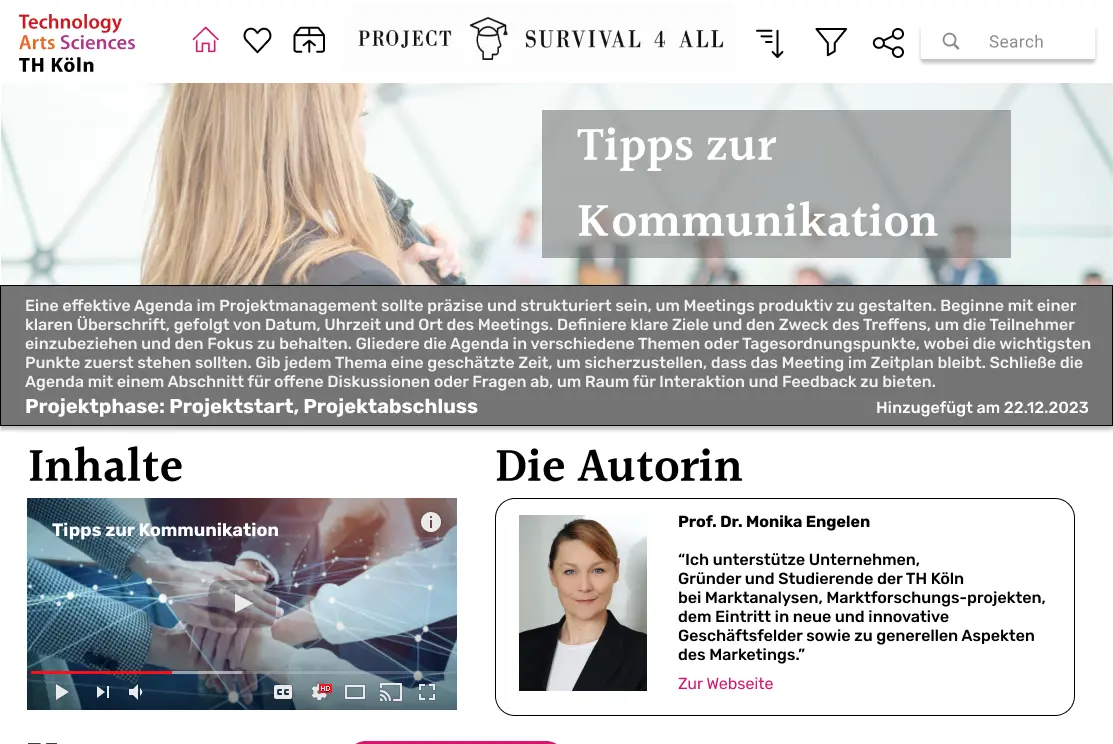 Technology
Arts Sciences
TH Köln
PROJECT SURVIVAL 4 ALL
Search
Tipps zur
Kommunikation
Eine effektive Agenda im Projektmanagement sollte präzise und strukturiert sein, um Meetings produktiv zu gestalten. Beginne mit einer
klaren Überschrift, gefolgt von Datum, Uhrzeit und Ort des Meetings. Definiere klare Ziele und den Zweck des Treffens, um die Teilnehmer
einzubeziehen und den Fokus zu behalten. Gliedere die Agenda in verschiedene Themen oder Tagesordnungspunkte, wobei die wichtigsten
Punkte zuerst stehen sollten. Gib jedem Thema eine geschätzte Zeit, um sicherzustellen, dass das Meeting im Zeitplan bleibt. Schließe die
Agenda mit einem Abschnitt für offene Diskussionen oder Fragen ab, um Raum für Interaktion und Feedback zu bieten.
Projektphase: Projektstart, Projektabschluss
Hinzugefügt am 22.12.2023
Inhalte
Tipps zur Kommunikation
CC
HD
Die Autorin
Prof. Dr. Monika Engelen
“Ich unterstütze Unternehmen,
Gründer und Studierende der TH Köln
bei Marktanalysen, Marktforschungs-projekten,
dem Eintritt in neue und innovative
Geschäftsfelder sowie zu generellen Aspekten
des Marketings.”
Zur Webseite